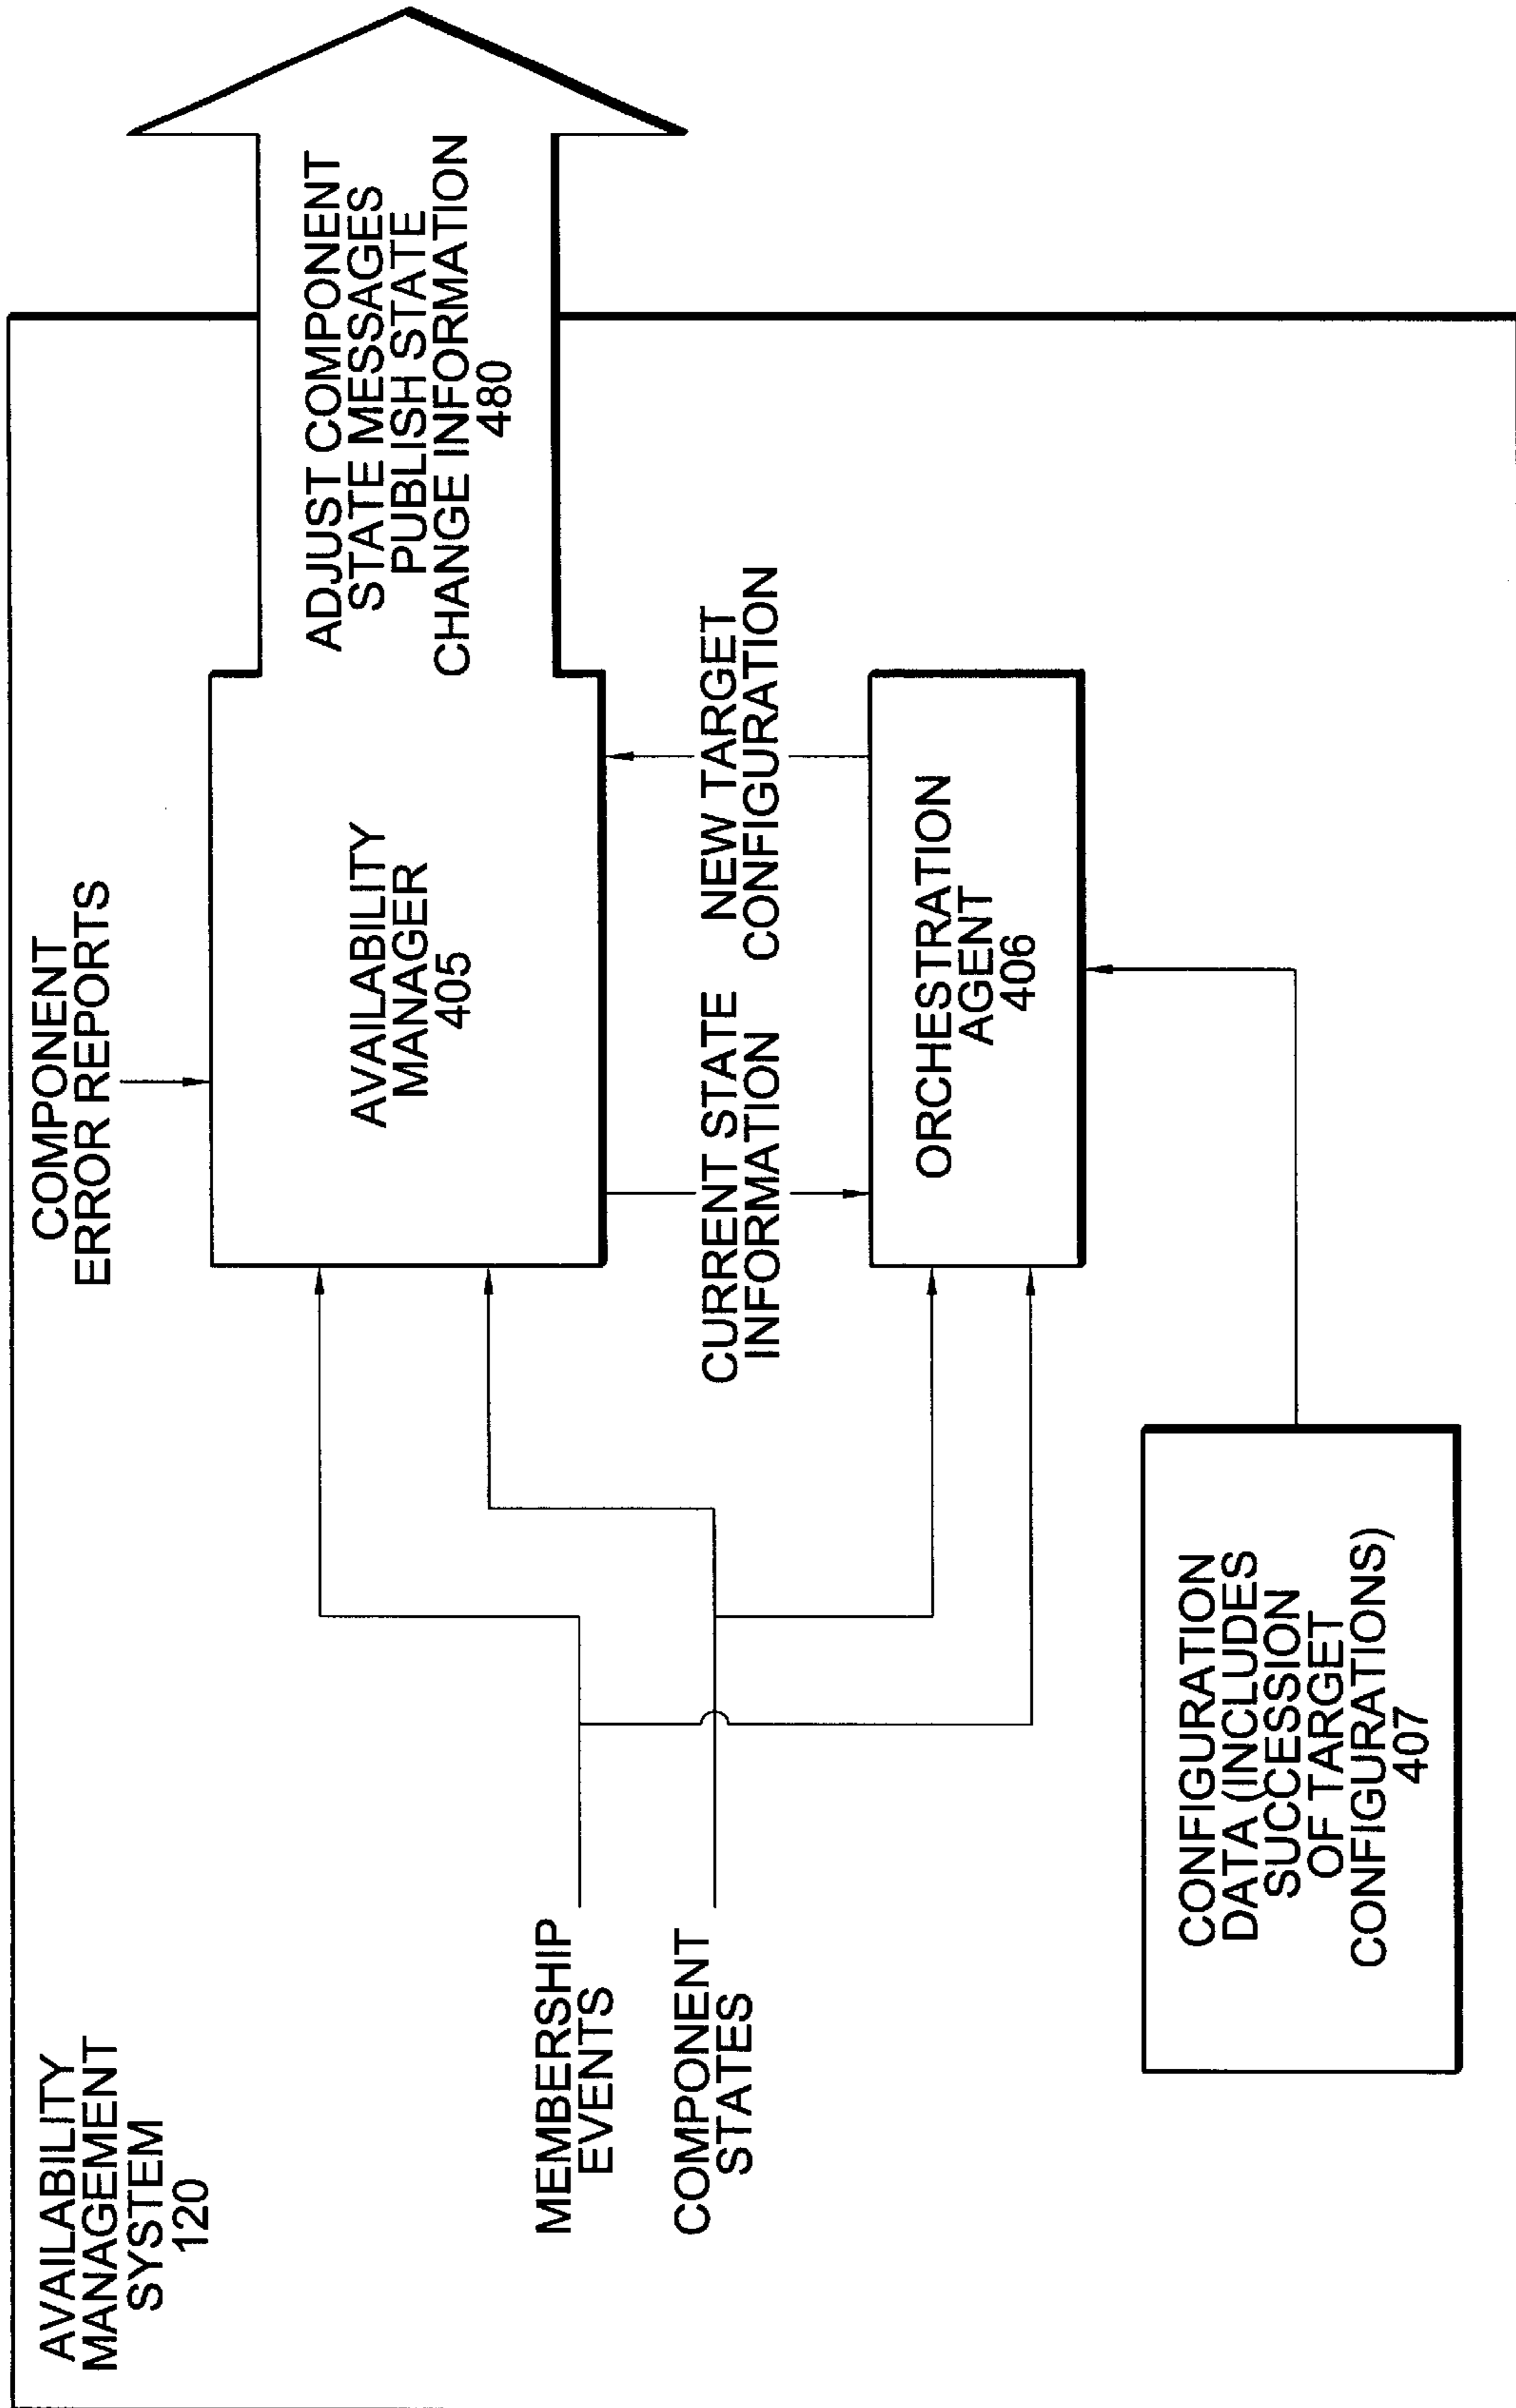 AVAILABILITY
MANAGEMENT
SYSTEM
120
COMPONENT
ERROR REPORTS
AVAILABILITY
MANAGER
405
ADJUST COMPONENT
STATE MESSAGES
PUBLISH STATE
CHANGE INFORMATION
480
MEMBERSHIP
EVENTS
COMPONENT
STATES
CURRENT STATE
INFORMATION
NEW TARGET
CONFIGURATION
ORCHESTRATION
AGENT
406
CONFIGURATION
DATA (INCLUDES
SUCCESSION
OF TARGET
CONFIGURATIONS)
407